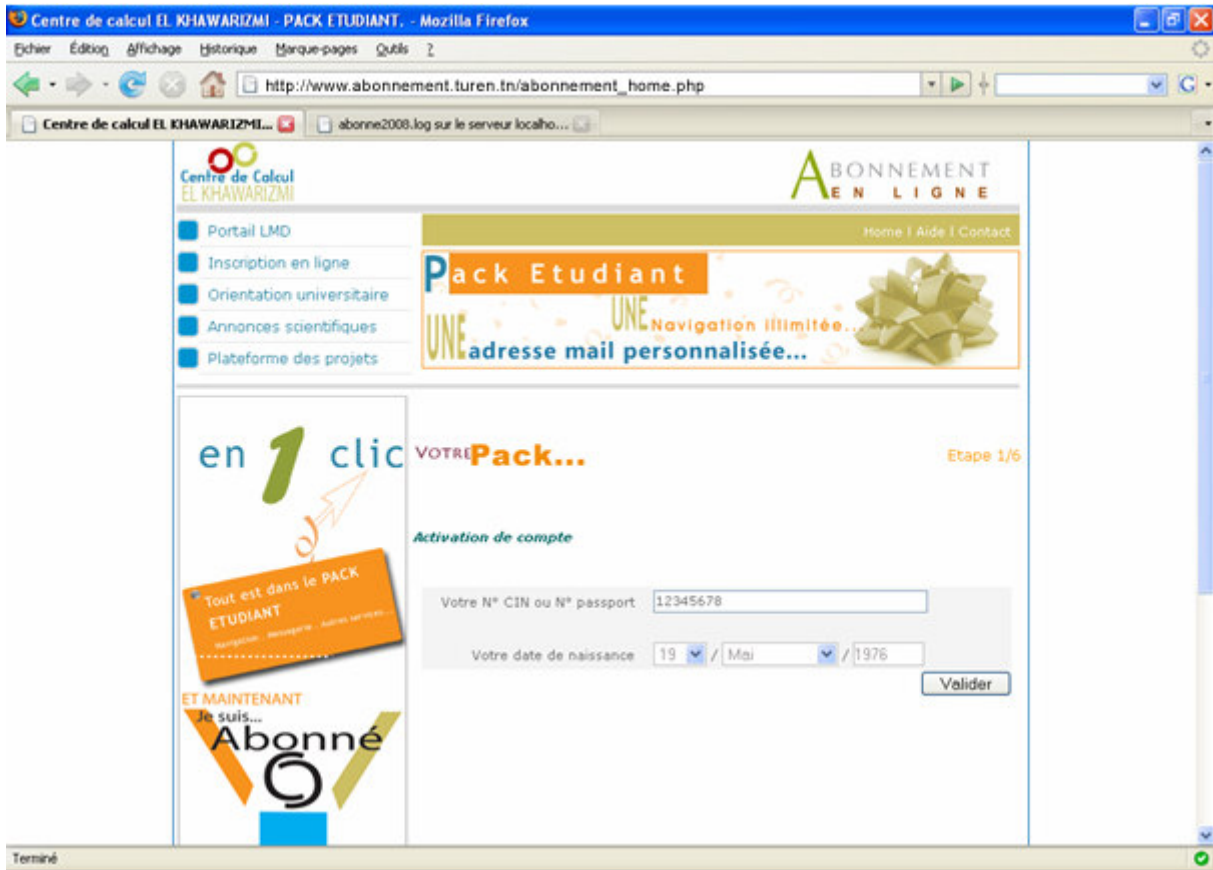 Centre de calcul EL KHAWARIZMI - PACK ETUDIANT, - Mozilla Firefox
Fichier Édition Affichage Historique Marque-pages Outils ?
http://www.abonnement.turen.tn/abonnement_home.php
G
Centre de calcul EL KHAWARIZMI... abonne2008.log sur le serveur localho...
Centre de Calcul
EL KHAWARIZMI
ABONNEMENT
EN LIGNE
Portail LMD
Inscription en ligne
Orientation universitaire
Annonces scientifiques
Plateforme des projets
Home | Aide | Contact
Pack Etudiant
UNE Navigation illimitée...
UNE adresse mail personnalisée...
en 1 clic
Tout est dans le PACK
ETUDIANT
Navigation... Messagerie... Autres services...
ET MAINTENANT
Je suis...
Abonné
VOTRE Pack...
Etape 1/6
Activation de compte
Votre N° CIN ou N° passport 12345678
Votre date de naissance 19 / Mai / 1976
Valider
Terminé